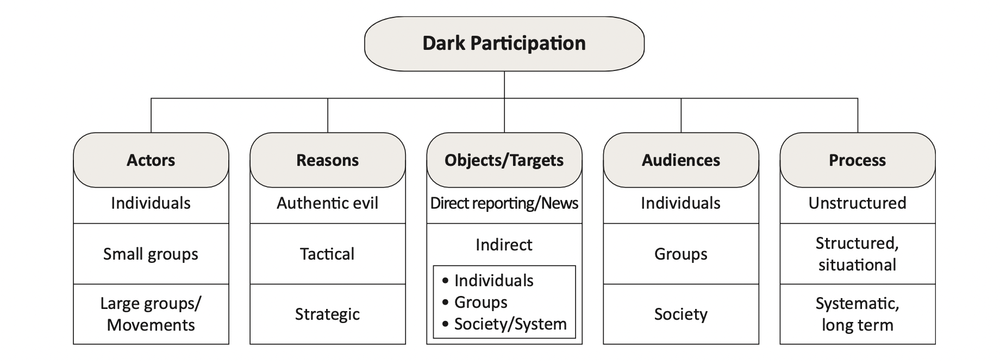 Dark Participation
Actors
Individuals
Small groups
Large groups/
Movements
Reasons
Authentic evil
Tactical
Strategic
Objects/Targets
Direct reporting/News
Indirect
• Individuals
• Groups
• Society/System
Audiences
Individuals
Groups
Society
Process
Unstructured
Structured,
situational
Systematic,
long term